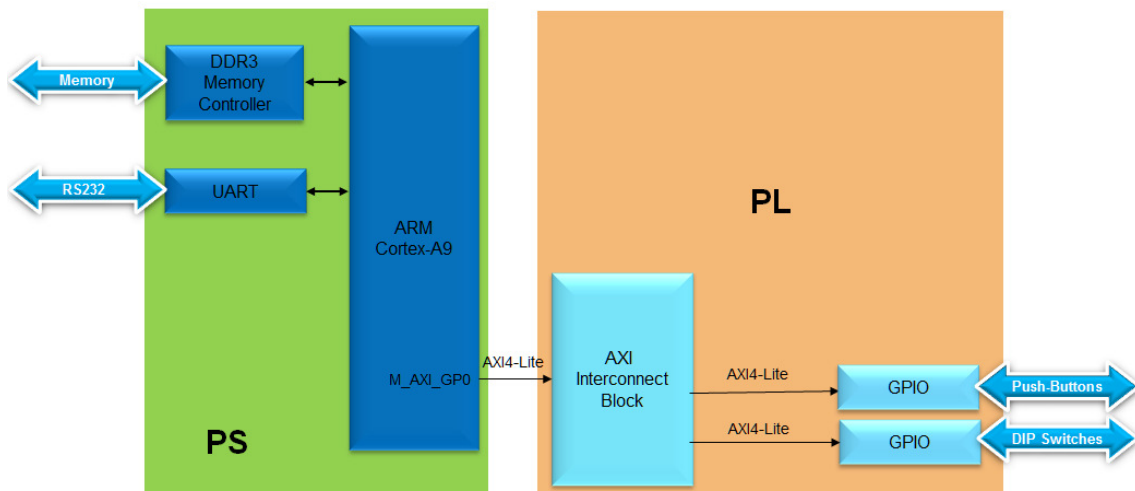 Memory
DDR3
Memory
Controller
RS232
UART
ARM
Cortex-A9
M_AXI_GP0
PS
AXI4-Lite
PL
AXI
Interconnect
Block
AXI4-Lite
GPIO
Push-Buttons
AXI4-Lite
GPIO
DIP Switches